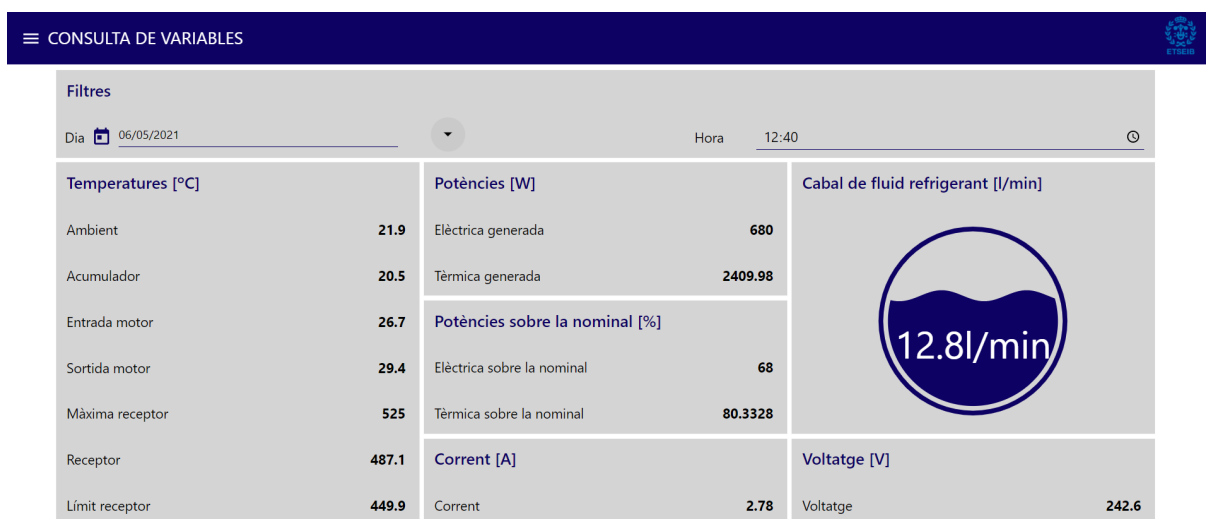 CONSULTA DE VARIABLES
ETSEIB
Filtres
Dia 06/05/2021 Hora 12:40
Temperatures [ºC]
Ambient 21.9
Acumulador 20.5
Entrada motor 26.7
Sortida motor 29.4
Màxima receptor 525
Receptor 487.1
Límit receptor 449.9
Potències [W]
Elèctrica generada 680
Tèrmica generada 2409.98
Potències sobre la nominal [%]
Elèctrica sobre la nominal 68
Tèrmica sobre la nominal 80.3328
Corrent [A]
Corrent 2.78
Cabal de fluid refrigerant [l/min]
12.8l/min
Voltatge [V]
Voltatge 242.6